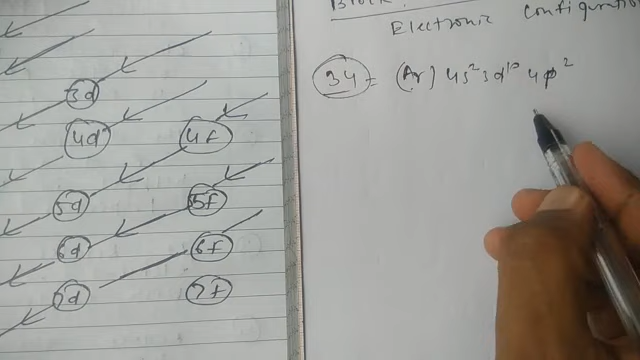 Block
Electronic Configuration
34 = (Ar) 4s² 3d¹⁰ 4p²
3d
4d 4f
5d 5f
6d 6f
7d 7f